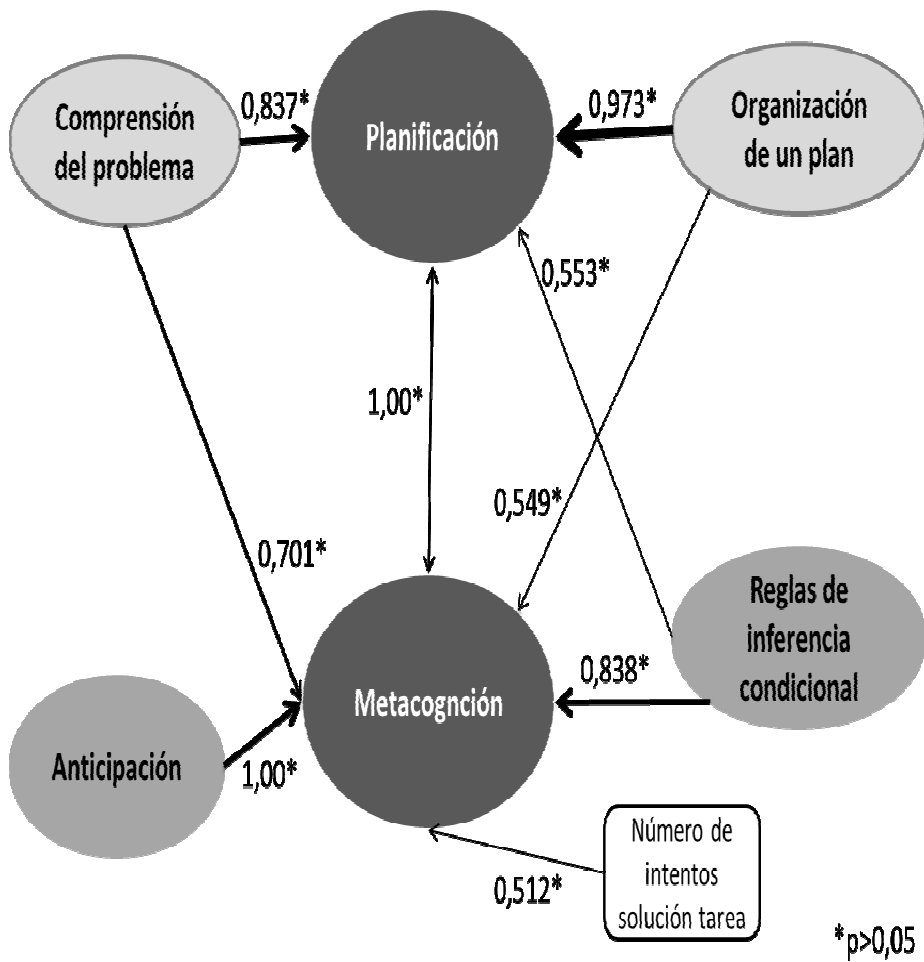 Comprensión
del problema
0,837*
Planificación
0,973*
Organización
de un plan
0,553*
1,00*
0,549*
0,701*
Reglas de
inferencia
condicional
0,838*
Metacognción
Anticipación
1,00*
Número de
intentos
solución tarea
0,512*
*p>0,05